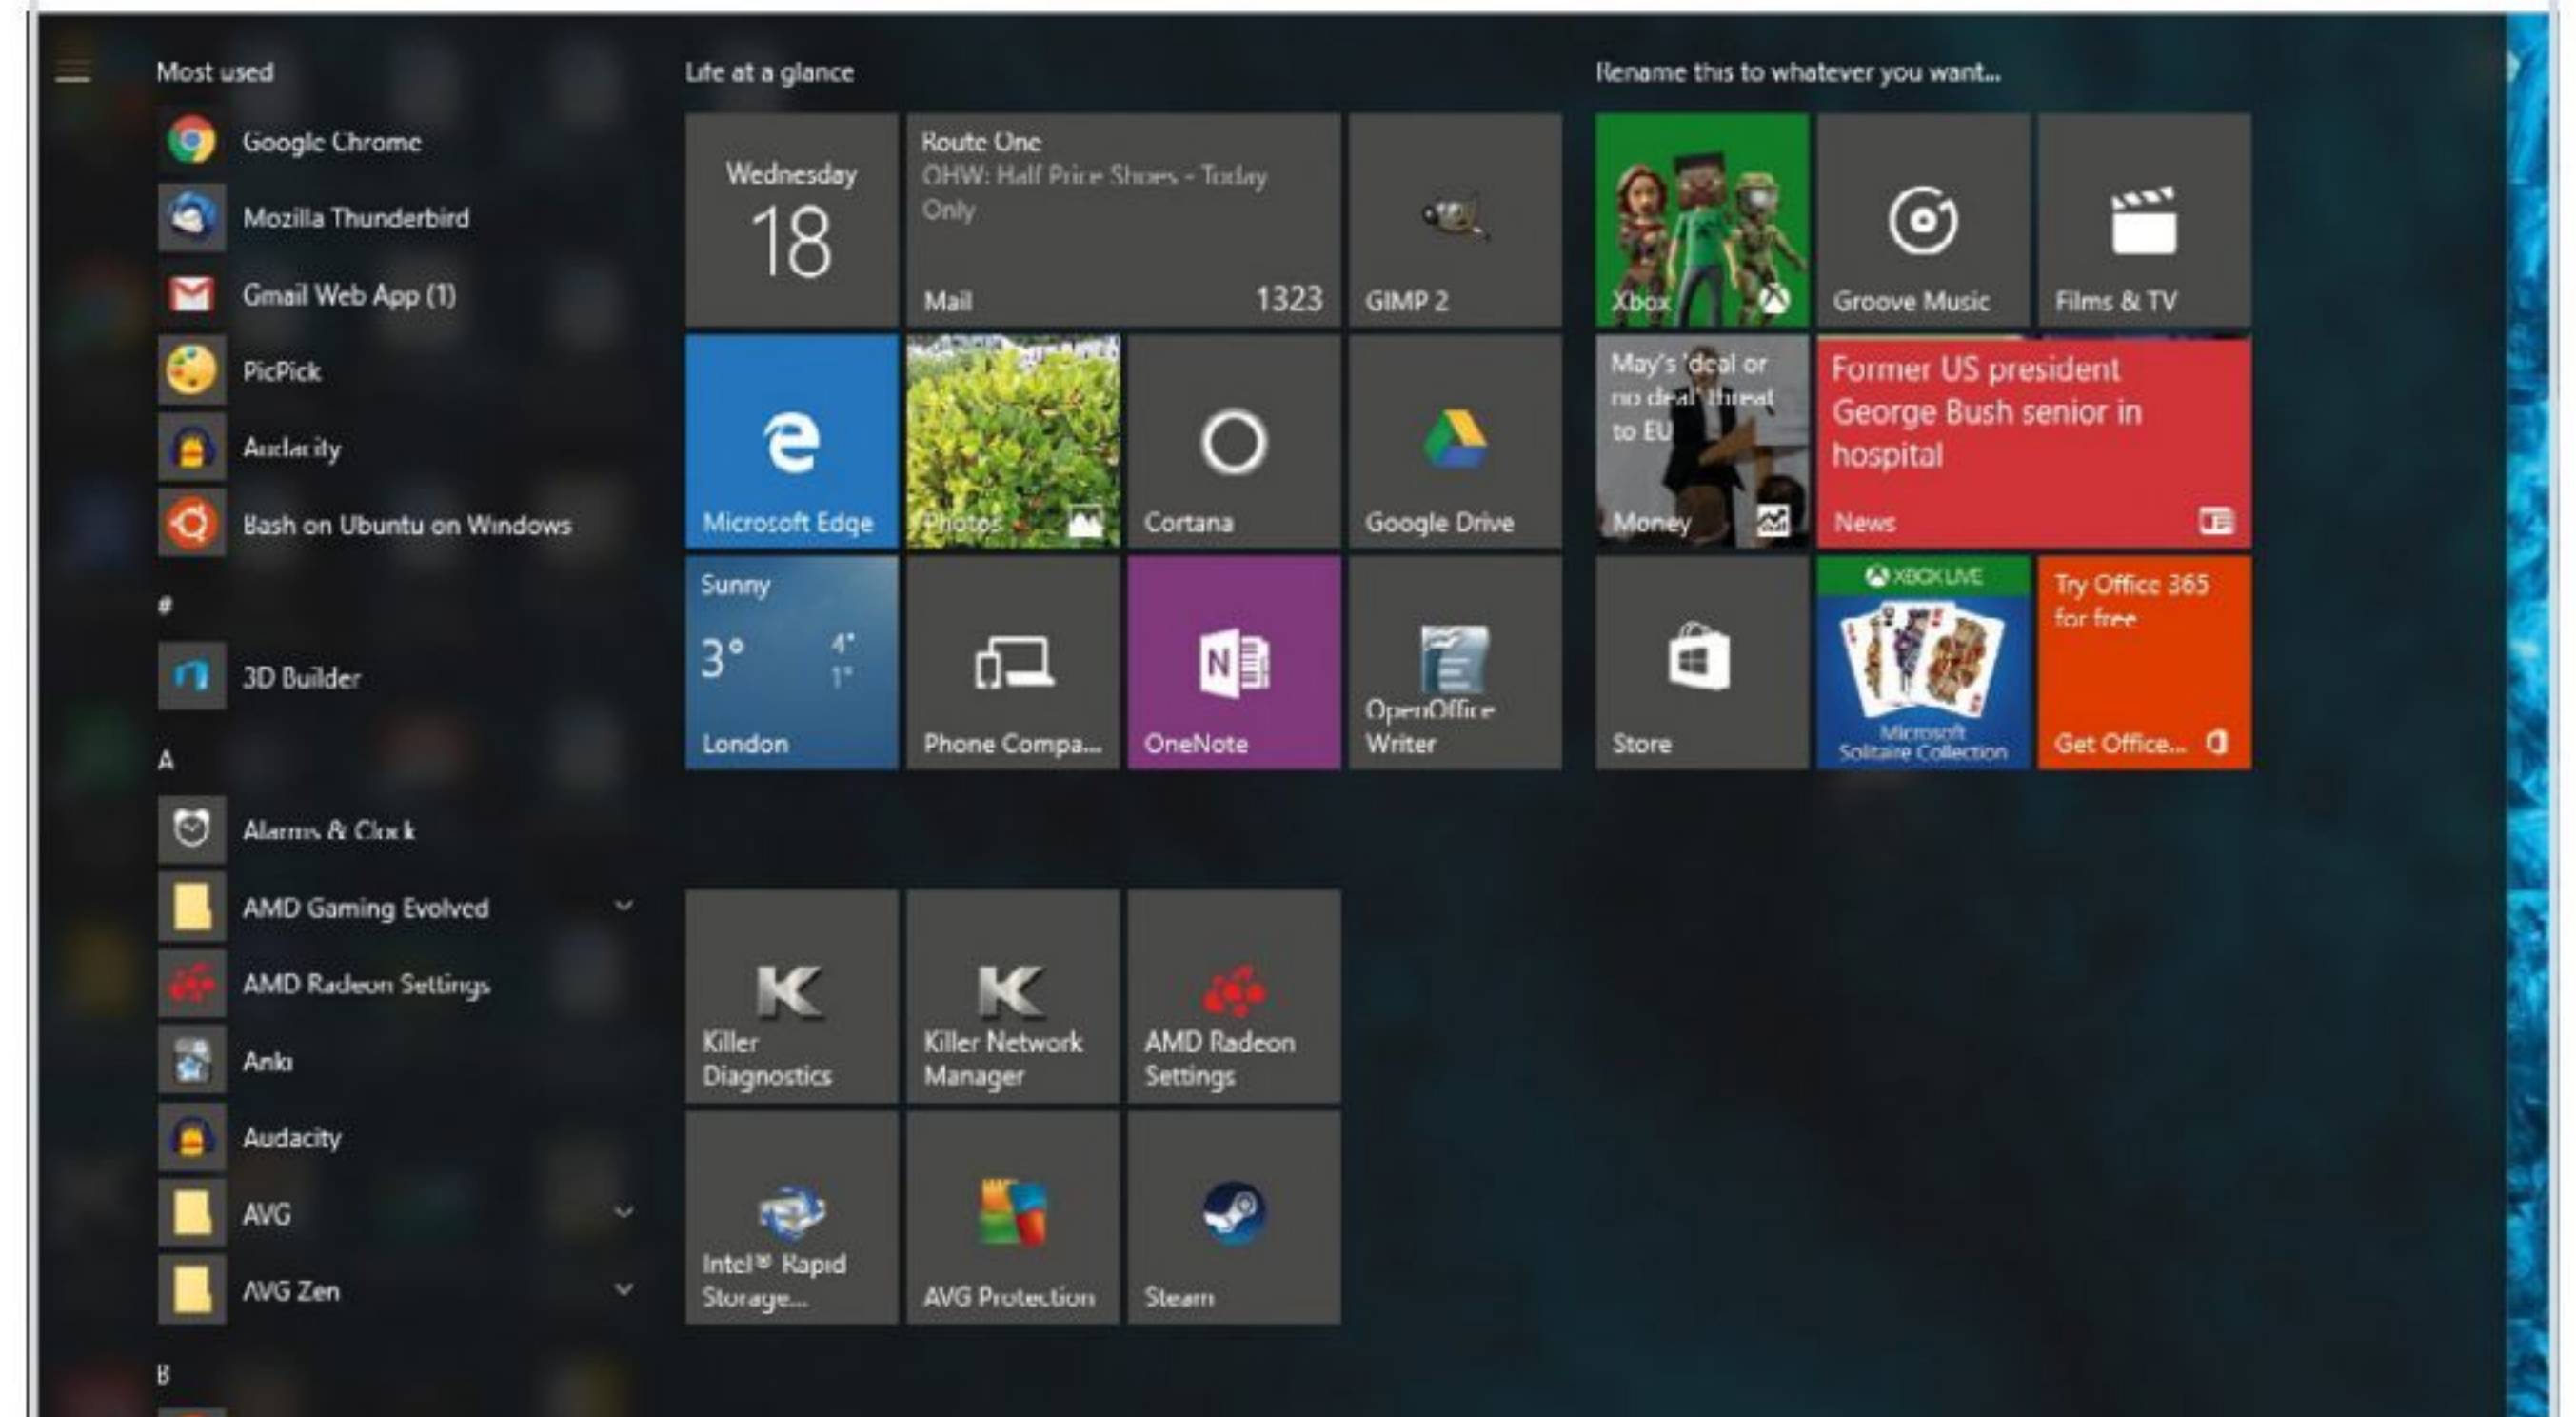 Most used
Google Chrome
Mozilla Thunderbird
Gmail Web App (1)
PicPick
Audacity
Bash on Ubuntu on Windows
#
3D Builder
A
Alarms & Clock
AMD Gaming Evolved
AMD Radeon Settings
Anki
Audacity
AVG
AVG Zen
B
Life at a glance
Wednesday
18
Route One
OHW: Half Price Shoes - Today
Only
Mail 1323
GIMP 2
Microsoft Edge
Photos
Cortana
Google Drive
Sunny
3° 4°
1°
London
Phone Compa...
N
OneNote
OpenOffice
Writer
Rename this to whatever you want...
Xbox
Groove Music
Films & TV
May's 'deal or
no deal' threat
to EU
Money
Former US president
George Bush senior in
hospital
News
Store
XBOX LIVE
Microsoft
Solitaire Collection
Try Office 365
for free
Get Office...
K
Killer
Diagnostics
K
Killer Network
Manager
AMD Radeon
Settings
Intel® Rapid
Storage...
AVG Protection
Steam